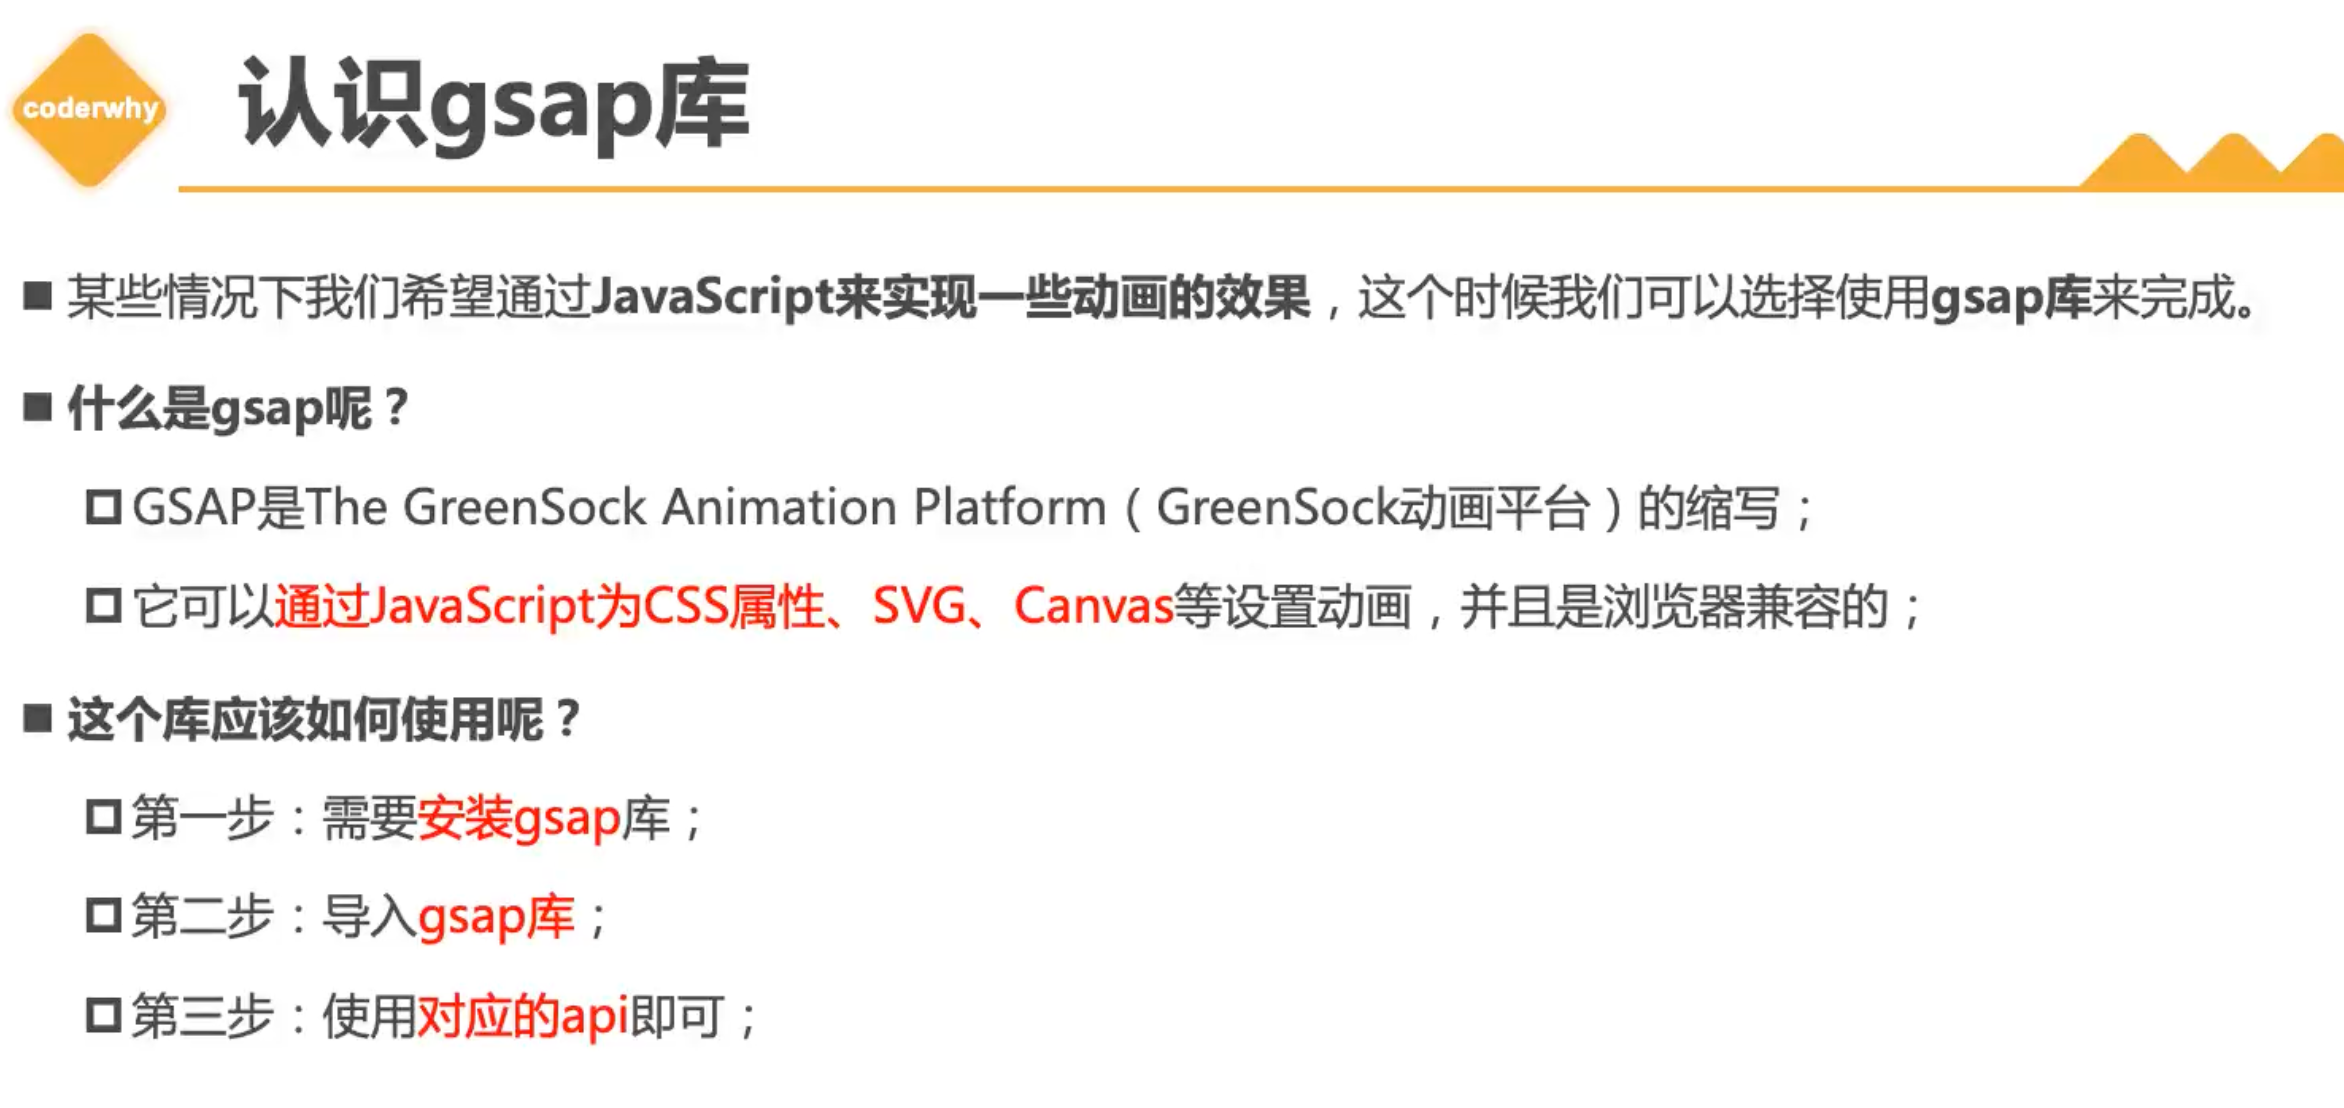 coderwhy
认识gsap库
某些情况下我们希望通过JavaScript来实现一些动画的效果，这个时候我们可以选择使用gsap库来完成。
什么是gsap呢？
GSAP是The GreenSock Animation Platform（GreenSock动画平台）的缩写；
它可以通过JavaScript为CSS属性、SVG、Canvas等设置动画，并且是浏览器兼容的；
这个库应该如何使用呢？
第一步：需要安装gsap库；
第二步：导入gsap库；
第三步：使用对应的api即可；